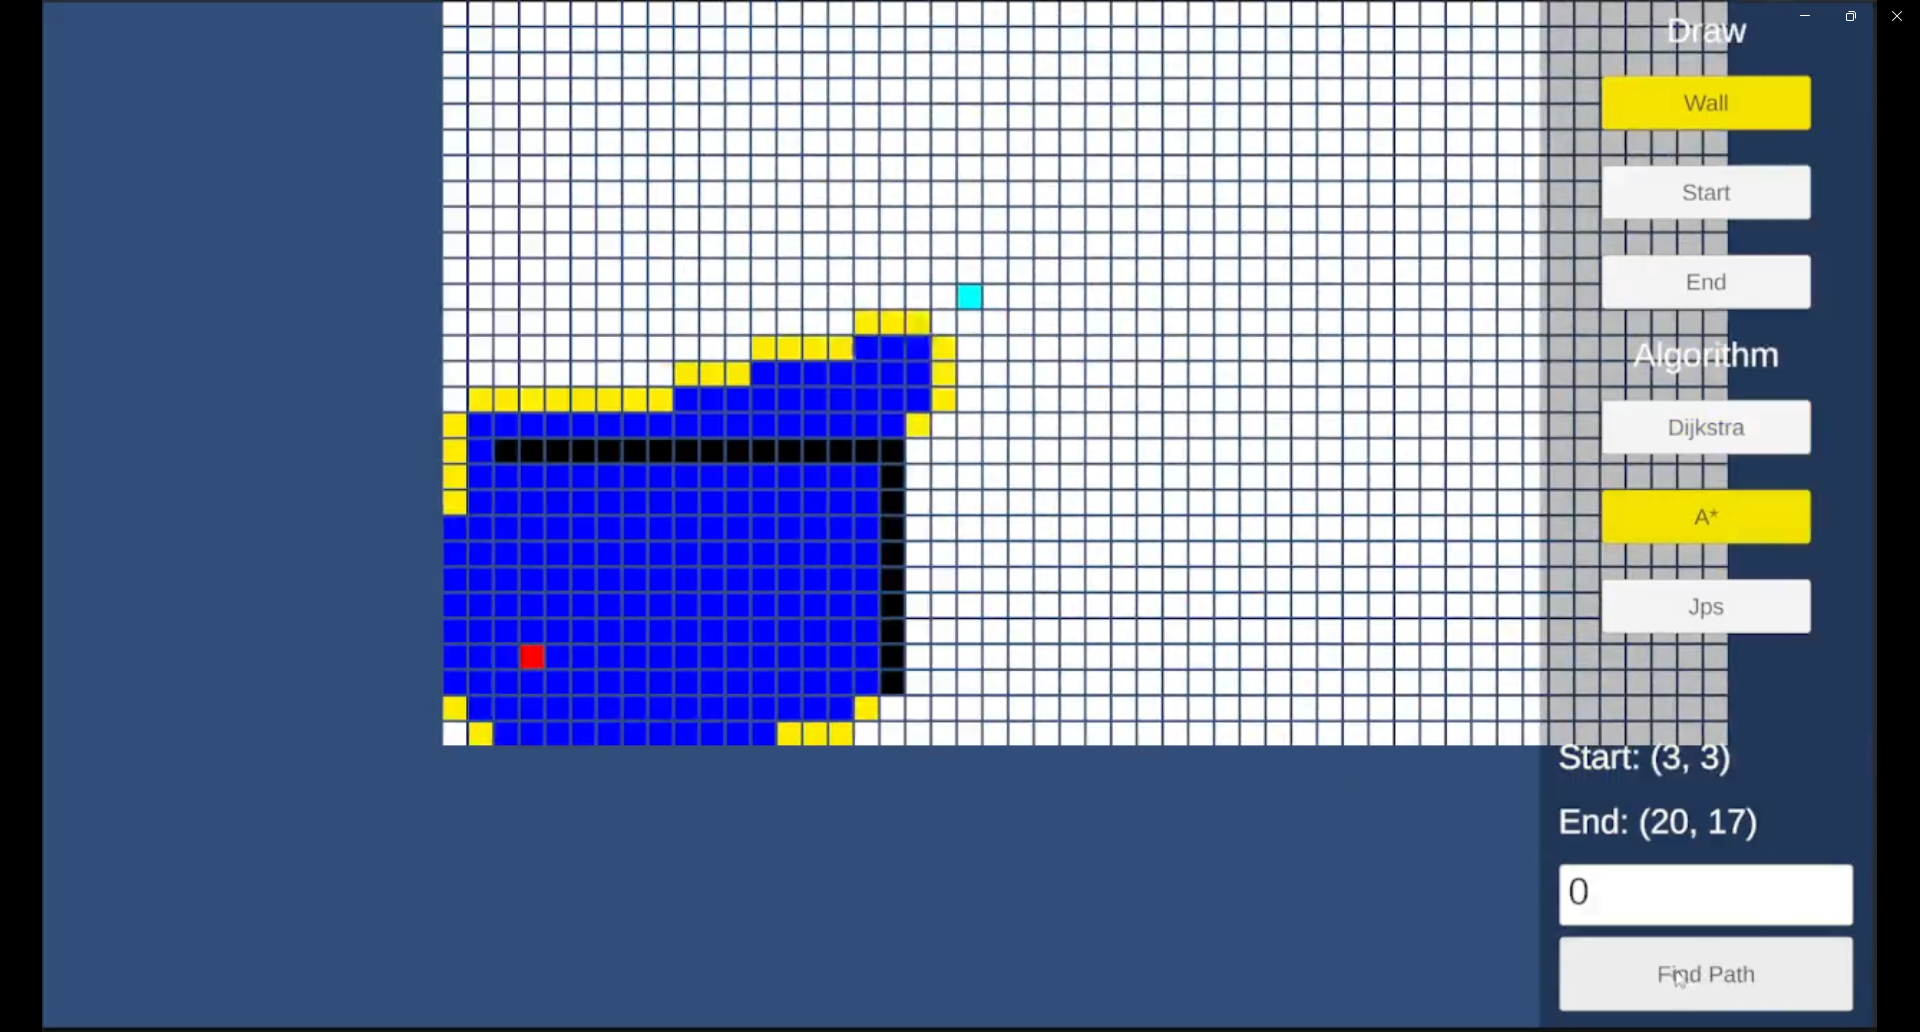 Draw
Wall
Start
End
Algorithm
Dijkstra
A*
Jps
Start: (3, 3)
End: (20, 17)
0
Find Path